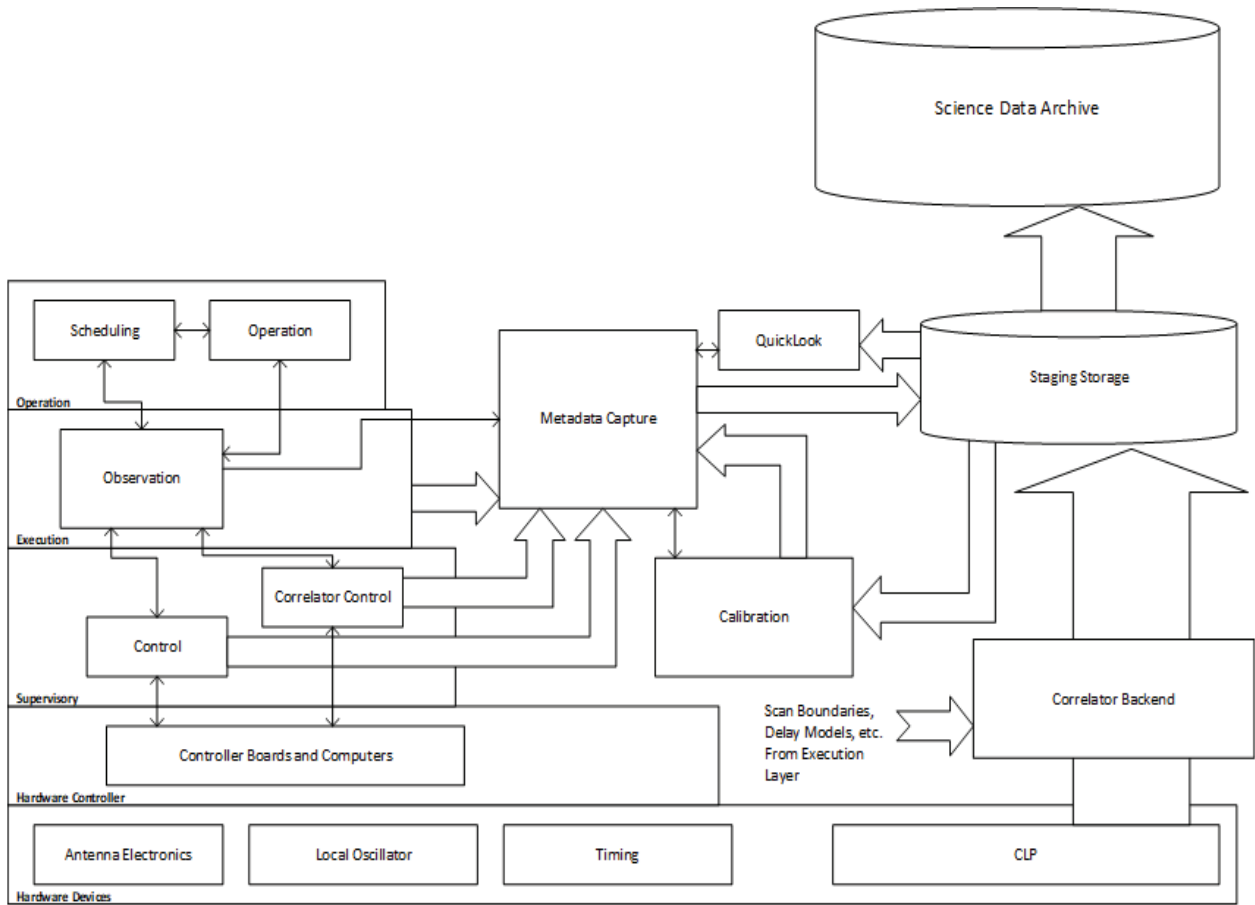 Science Data Archive
Scheduling
Operation
QuickLook
Staging Storage
Operation
Metadata Capture
Observation
Execution
Correlator Control
Calibration
Control
Supervisory
Correlator Backend
Scan Boundaries,
Delay Models, etc.
From Execution
Layer
Controller Boards and Computers
Hardware Controller
Antenna Electronics
Local Oscillator
Timing
CLP
Hardware Devices